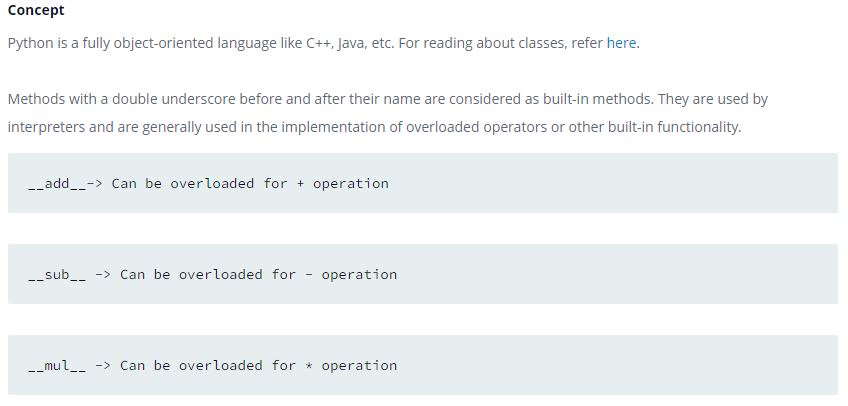 Concept
Python is a fully object-oriented language like C++, Java, etc. For reading about classes, refer here.
Methods with a double underscore before and after their name are considered as built-in methods. They are used by
interpreters and are generally used in the implementation of overloaded operators or other built-in functionality.
__add__-> Can be overloaded for + operation
__sub__ -> Can be overloaded for - operation
__mul__ -> Can be overloaded for * operation